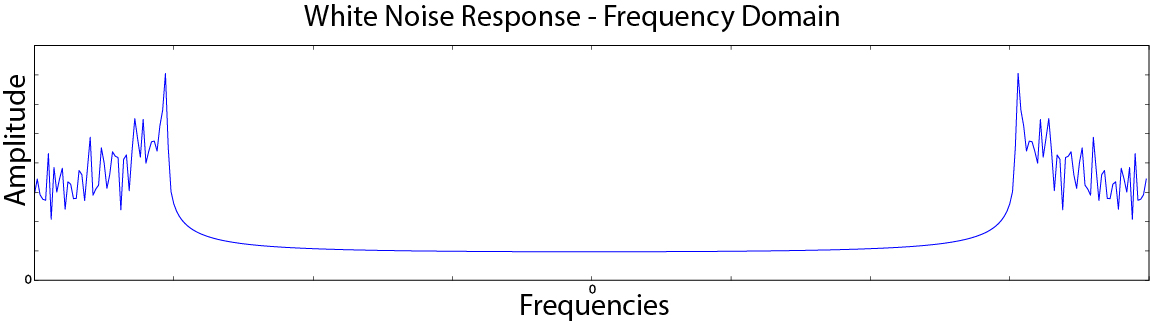 White Noise Response - Frequency Domain
Amplitude
0
0
Frequencies